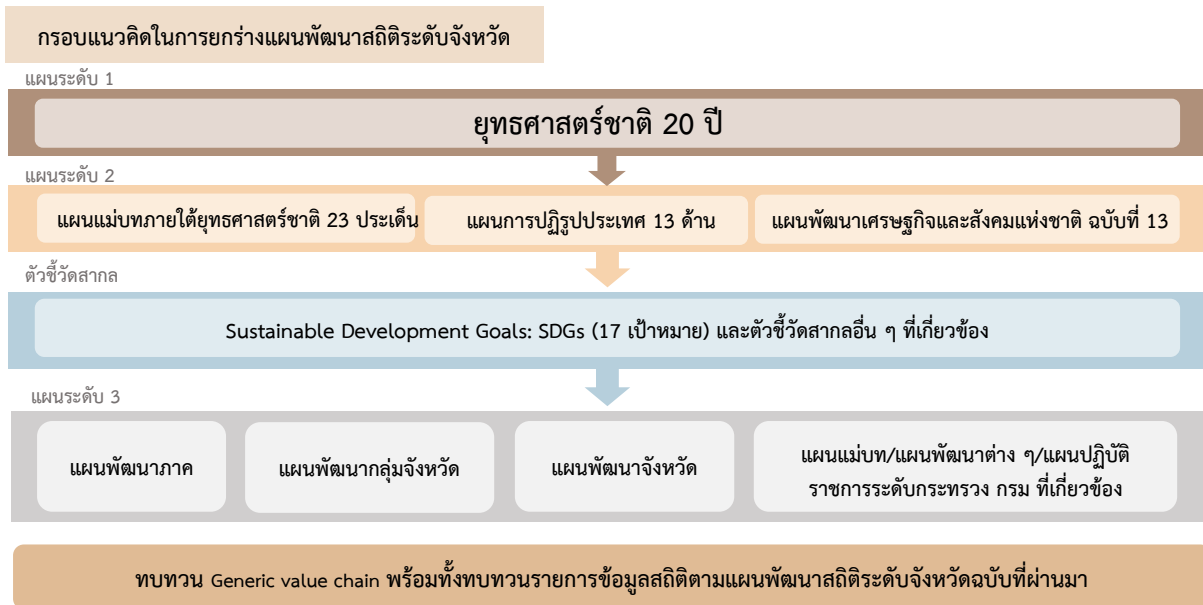 กรอบแนวคิดในการยกร่างแผนพัฒนาสถิติระดับจังหวัด
แผนระดับ 1
ยุทธศาสตร์ชาติ 20 ปี
แผนระดับ 2
แผนแม่บทภายใต้ยุทธศาสตร์ชาติ 23 ประเด็น
แผนการปฏิรูปประเทศ 13 ด้าน
แผนพัฒนาเศรษฐกิจและสังคมแห่งชาติ ฉบับที่ 13
ตัวชี้วัดสากล
Sustainable Development Goals: SDGs (17 เป้าหมาย) และตัวชี้วัดสากลอื่น ๆ ที่เกี่ยวข้อง
แผนระดับ 3
แผนพัฒนาภาค
แผนพัฒนากลุ่มจังหวัด
แผนพัฒนาจังหวัด
แผนแม่บท/แผนพัฒนาต่าง ๆ/แผนปฏิบัติ
ราชการระดับกระทรวง กรม ที่เกี่ยวข้อง
ทบทวน Generic value chain พร้อมทั้งทบทวนรายการข้อมูลสถิติตามแผนพัฒนาสถิติระดับจังหวัดฉบับที่ผ่านมา